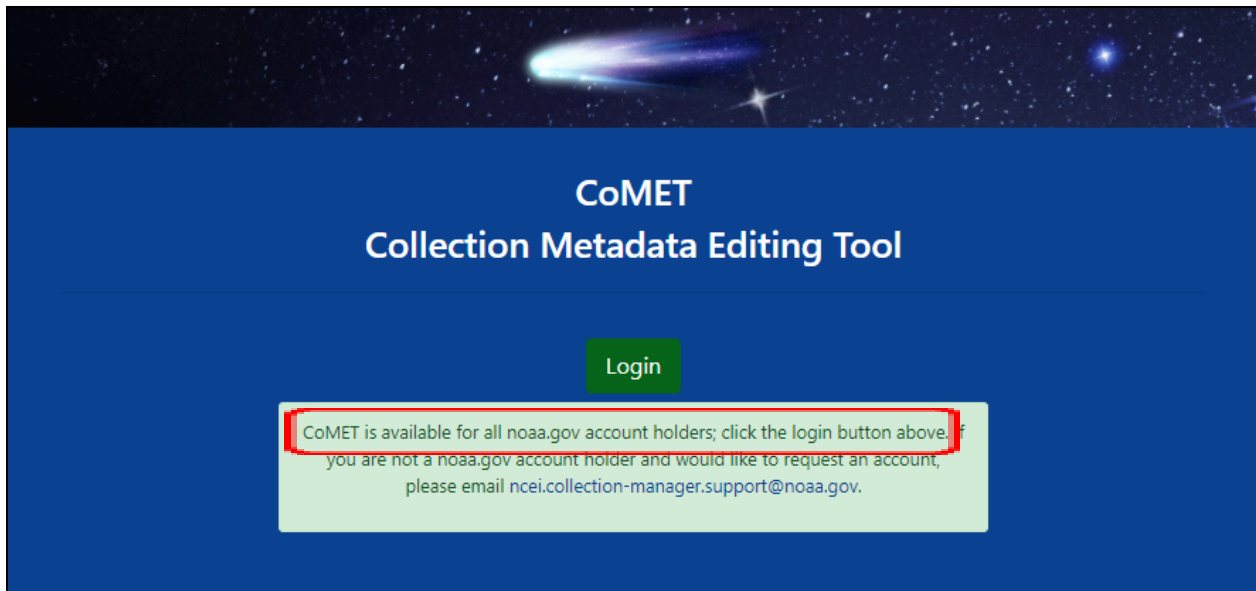 CoMET
Collection Metadata Editing Tool
Login
CoMET is available for all noaa.gov account holders; click the login button above. If
you are not a noaa.gov account holder and would like to request an account,
please email ncei.collection-manager.support@noaa.gov.